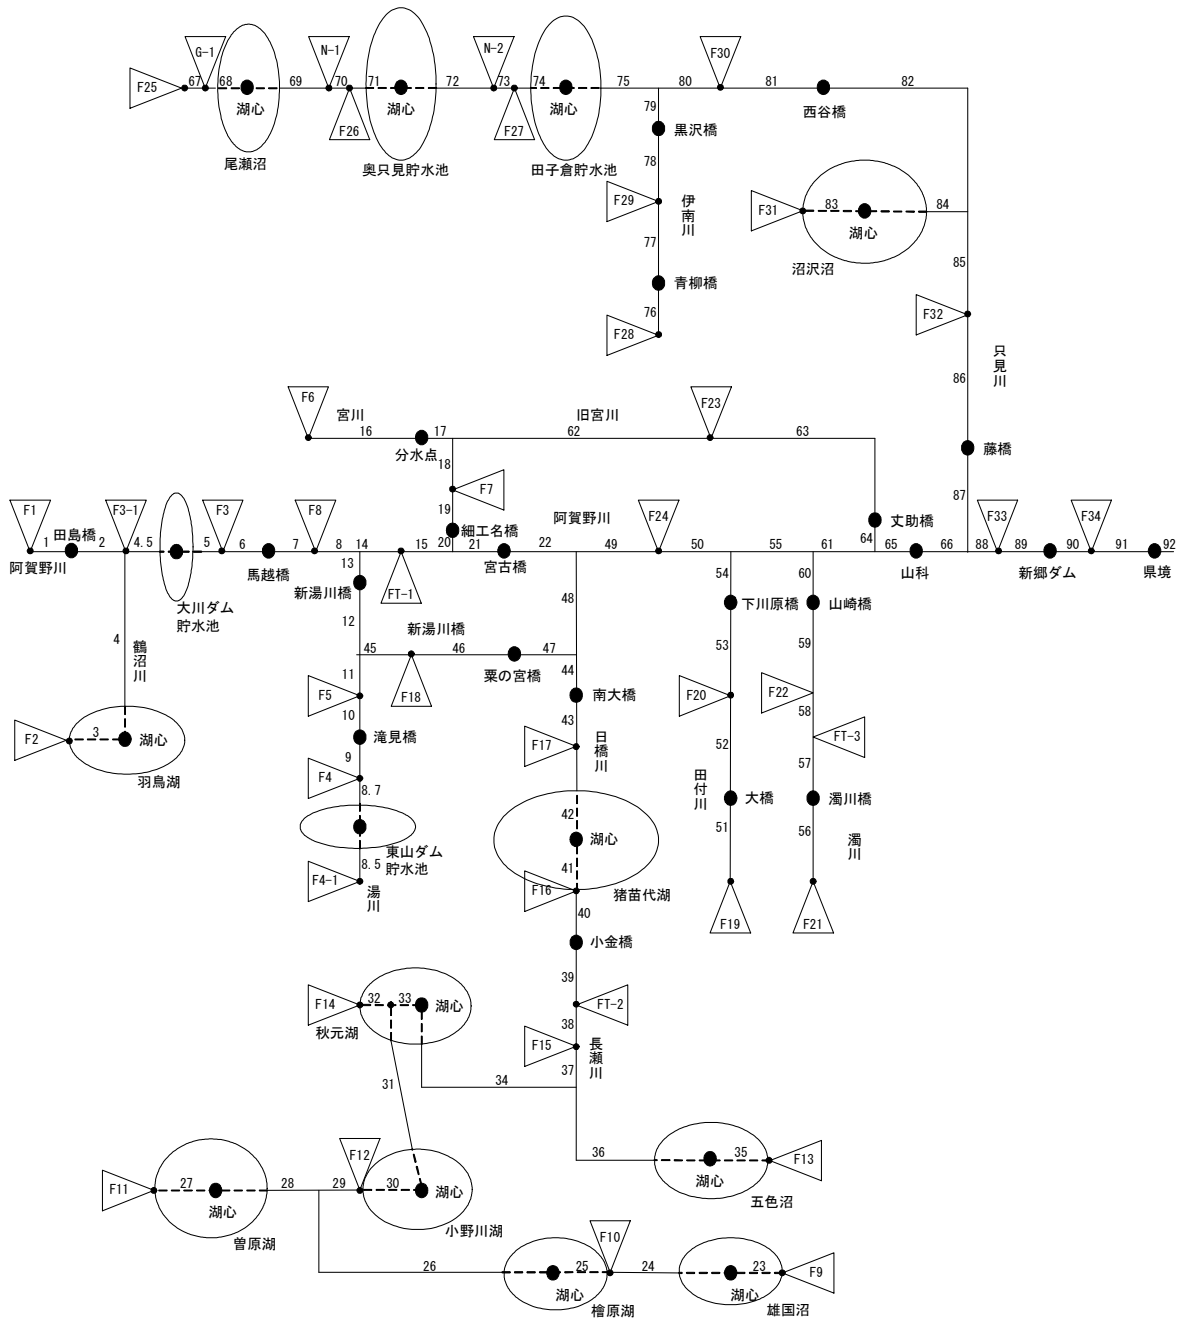 G-1
N-1
N-2
F30
F25
67
68
69
70
71
72
73
74
75
80
81
82
湖心
湖心
湖心
西谷橋
F26
F27
79
黒沢橋
尾瀬沼
奥只見貯水池
田子倉貯水池
78
F29
伊南川
F31
83
84
湖心
77
沼沢沼
85
青柳橋
76
F28
F32
只見川
86
F6
宮川
旧宮川
F23
16
17
62
63
分水点
藤橋
18
F7
87
F1
F3-1
F3
F8
19
細工名橋
阿賀野川
F24
丈助橋
F33
F34
田島橋
1
2
4.5
5
6
7
8
14
15
20
21
22
49
50
55
61
64
65
66
88
89
90
91
92
阿賀野川
馬越橋
13
宮古橋
山科
新郷ダム
県境
新湯川橋
FT-1
54
下川原橋
60
山崎橋
大川ダム
貯水池
12
48
4
鶴沼川
新湯川橋
45
46
47
53
59
粟の宮橋
11
44
F5
F18
南大橋
F20
F22
10
43
58
F2
3
湖心
滝見橋
F17
日橋川
52
FT-3
9
羽鳥湖
F4
57
8.7
田付川
大橋
濁川橋
42
湖心
51
56
濁川
東山ダム
貯水池
8.5
41
F4-1
湯川
F16
猪苗代湖
40
F19
F21
小金橋
39
F14
32
33
湖心
FT-2
秋元湖
38
F15
長瀬川
37
31
34
F12
36
35
F13
湖心
F11
27
28
29
30
湖心
五色沼
湖心
小野川湖
曽原湖
F10
26
25
24
23
F9
湖心
湖心
檜原湖
雄国沼